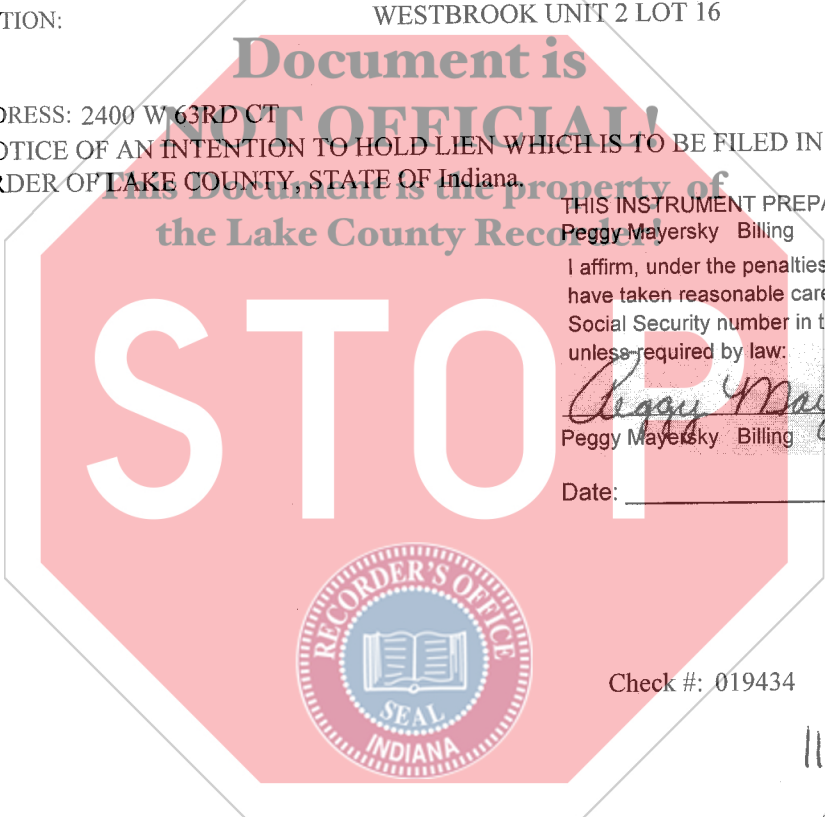 TION:
WESTBROOK UNIT 2 LOT 16
Document is
DRESS: 2400 W 63RD CT
NOT OFFICIAL!
OTICE OF AN INTENTION TO HOLD LIEN WHICH IS TO BE FILED IN
RDER OF LAKE COUNTY, STATE OF Indiana.
This Document is the property of
the Lake County Recorder!
THIS INSTRUMENT PREPA
Peggy Mayersky Billing
I affirm, under the penalties
have taken reasonable care
Social Security number in t
unless required by law:
Peggy May
Peggy Mayersky Billing
Date:
STOP
RECORDER'S OFFICE
SEAL
INDIANA
Check #: 019434
11